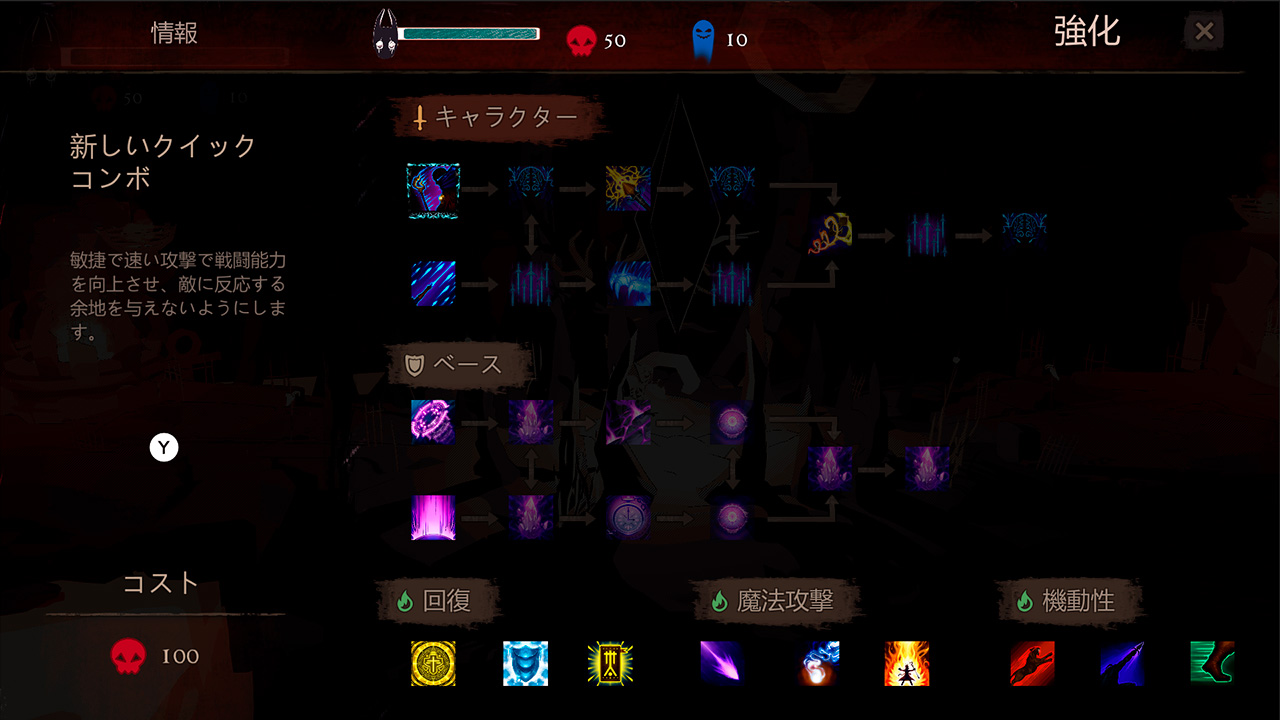 情報
50
10
強化
新しいクイック
コンボ
敏捷で速い攻撃で戦闘能力
を向上させ、敵に反応する
余地を与えないようにしま
す。
Y
コスト
100
キャラクター
ベース
回復
魔法攻撃
機動性